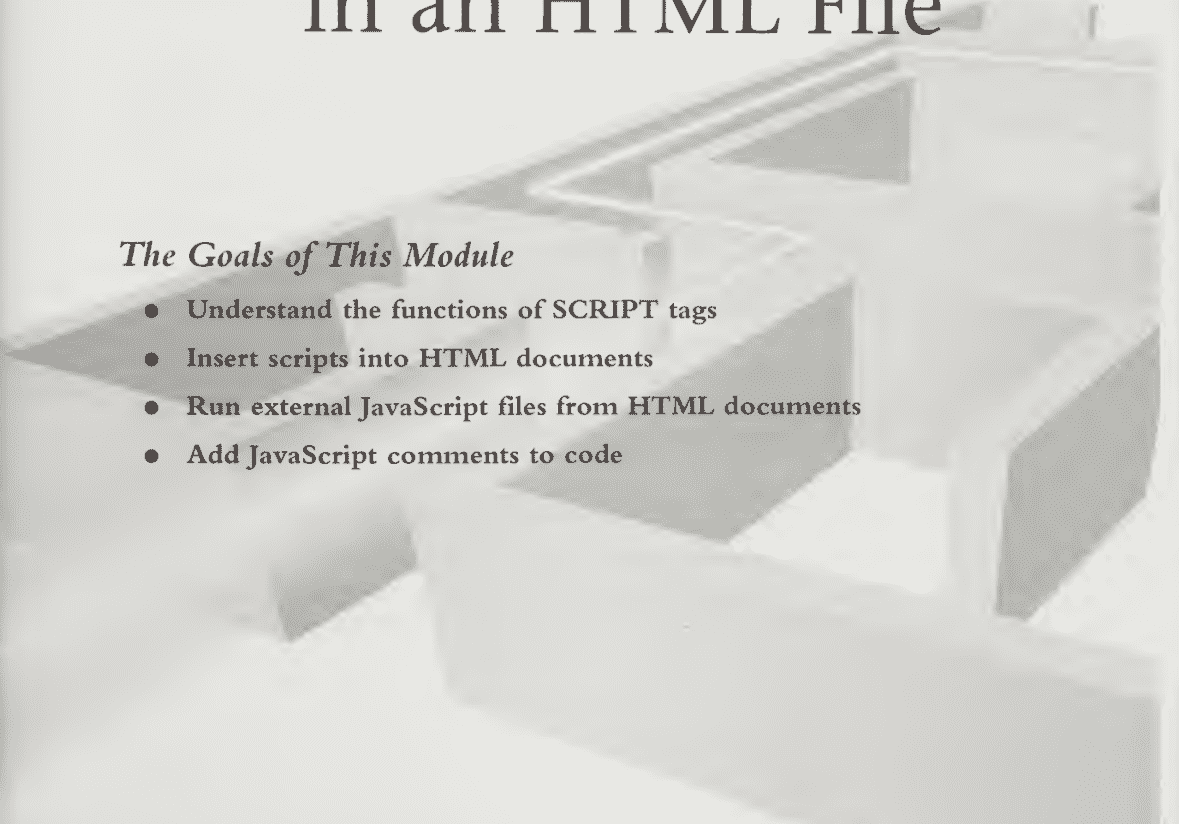 in an HTML File
The Goals of This Module
● Understand the functions of SCRIPT tags
● Insert scripts into HTML documents
● Run external JavaScript files from HTML documents
● Add JavaScript comments to code